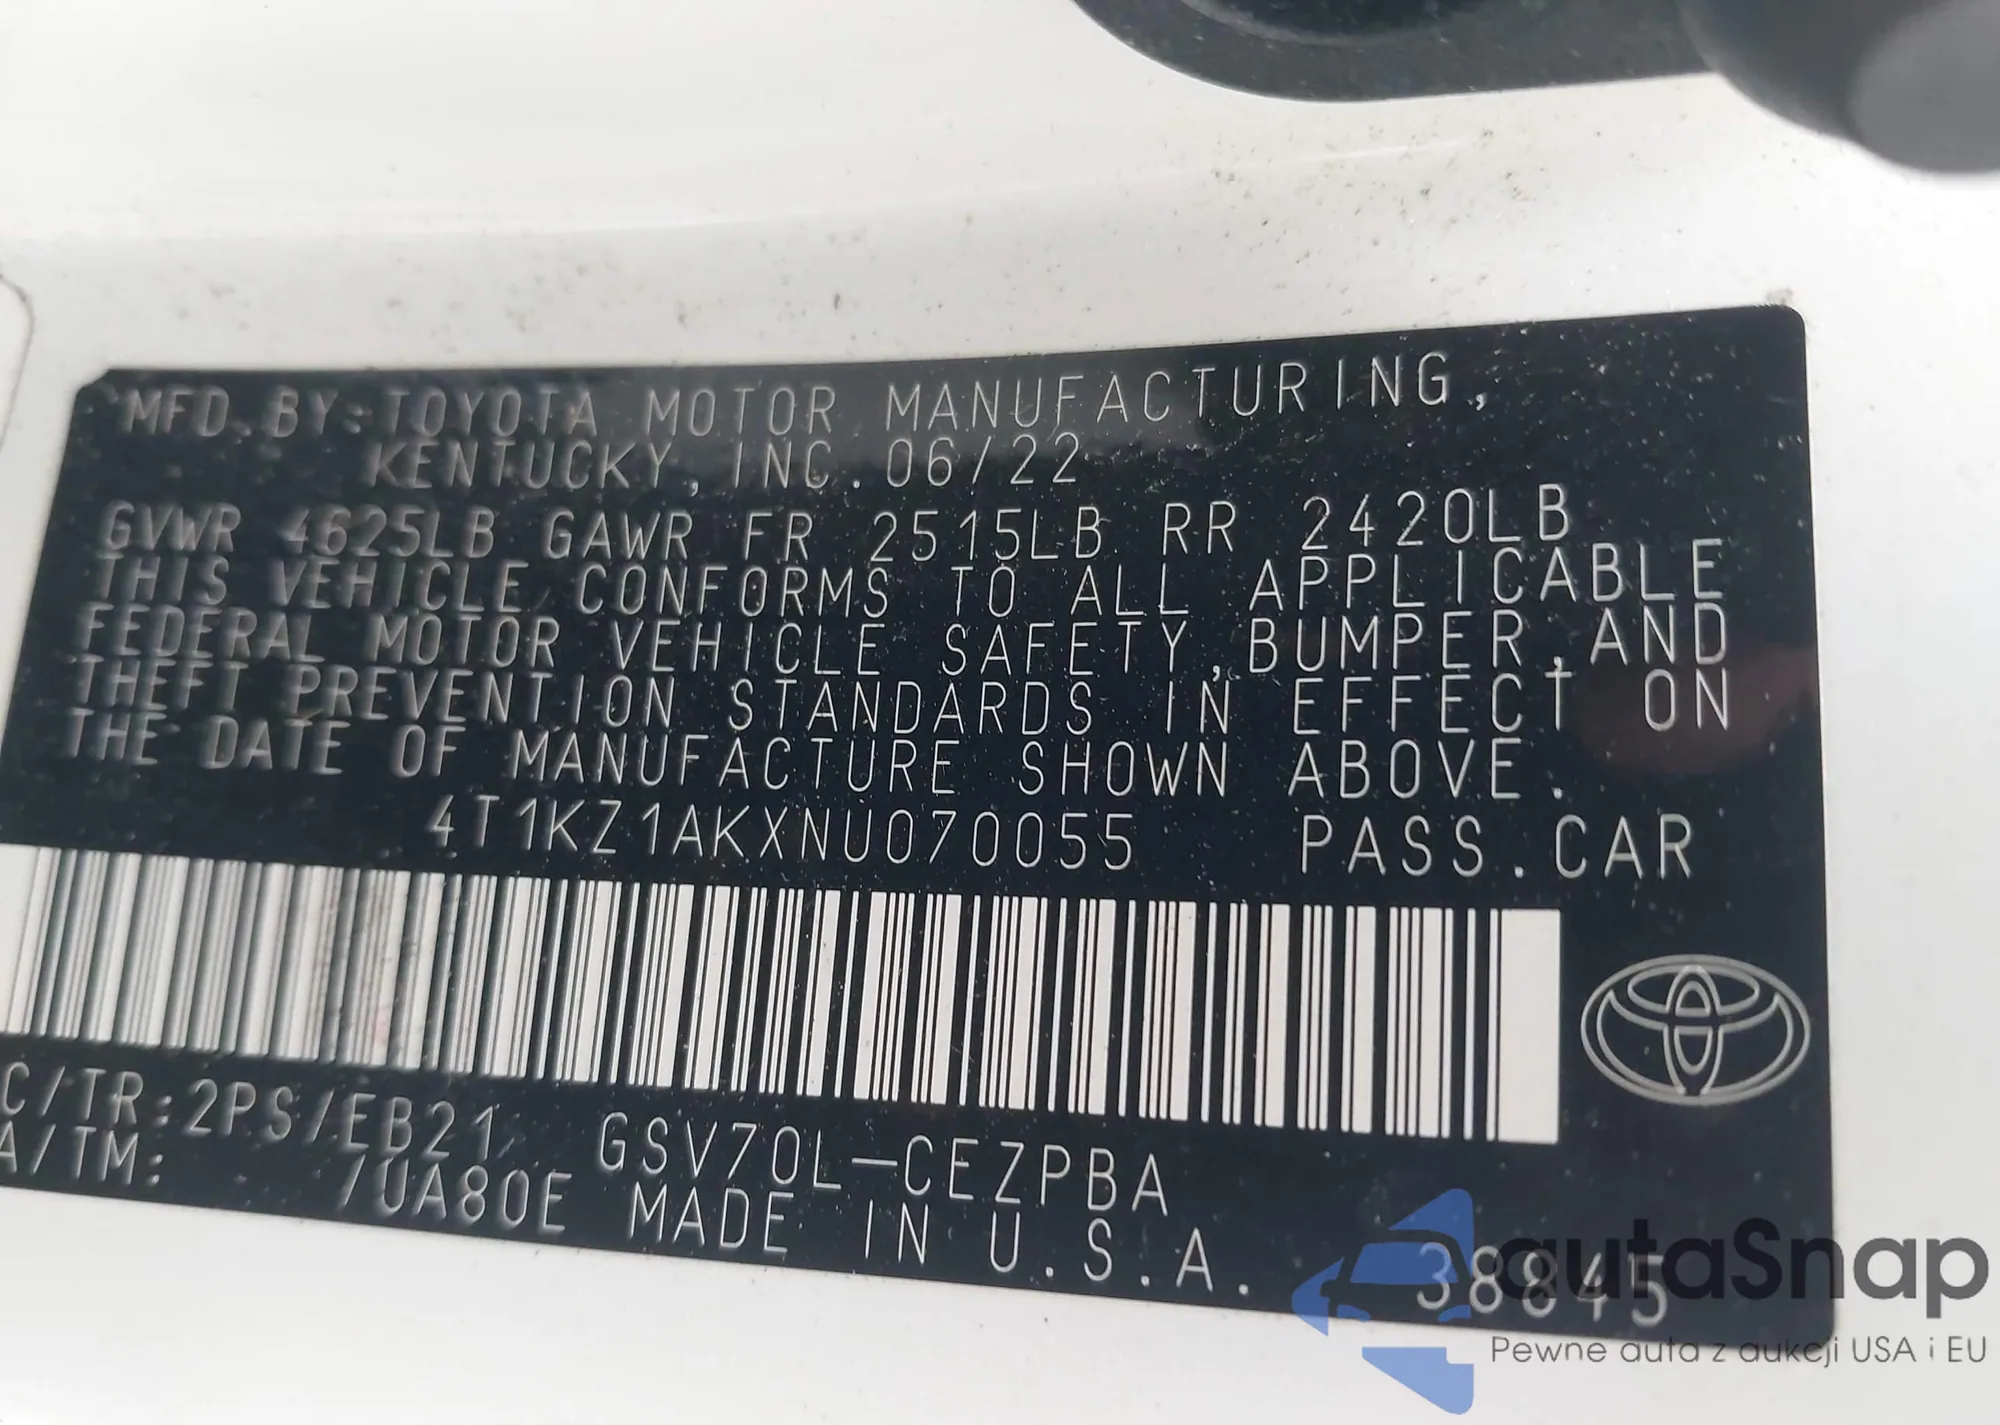 MFD.BY:TOYOTA MOTOR MANUFACTURING,
KENTUCKY, INC. 06/22
GVWR 4625LB GAWR FR 2515LB RR 2420LB
THIS VEHICLE CONFORMS TO ALL APPLICABLE
FEDERAL MOTOR VEHICLE SAFETY,BUMPER,AND
THEFT PREVENTION STANDARDS IN EFFECT ON
THE DATE OF MANUFACTURE SHOWN ABOVE.
4T1KZ1AKXNU070055 PASS.CAR
C/TR:2PS/EB21 GSV70L-CEZPBA
A/TM: /UA80E MADE IN U.S.A.
38845
autaSnap
Pewne auta z aukcji USA i EU